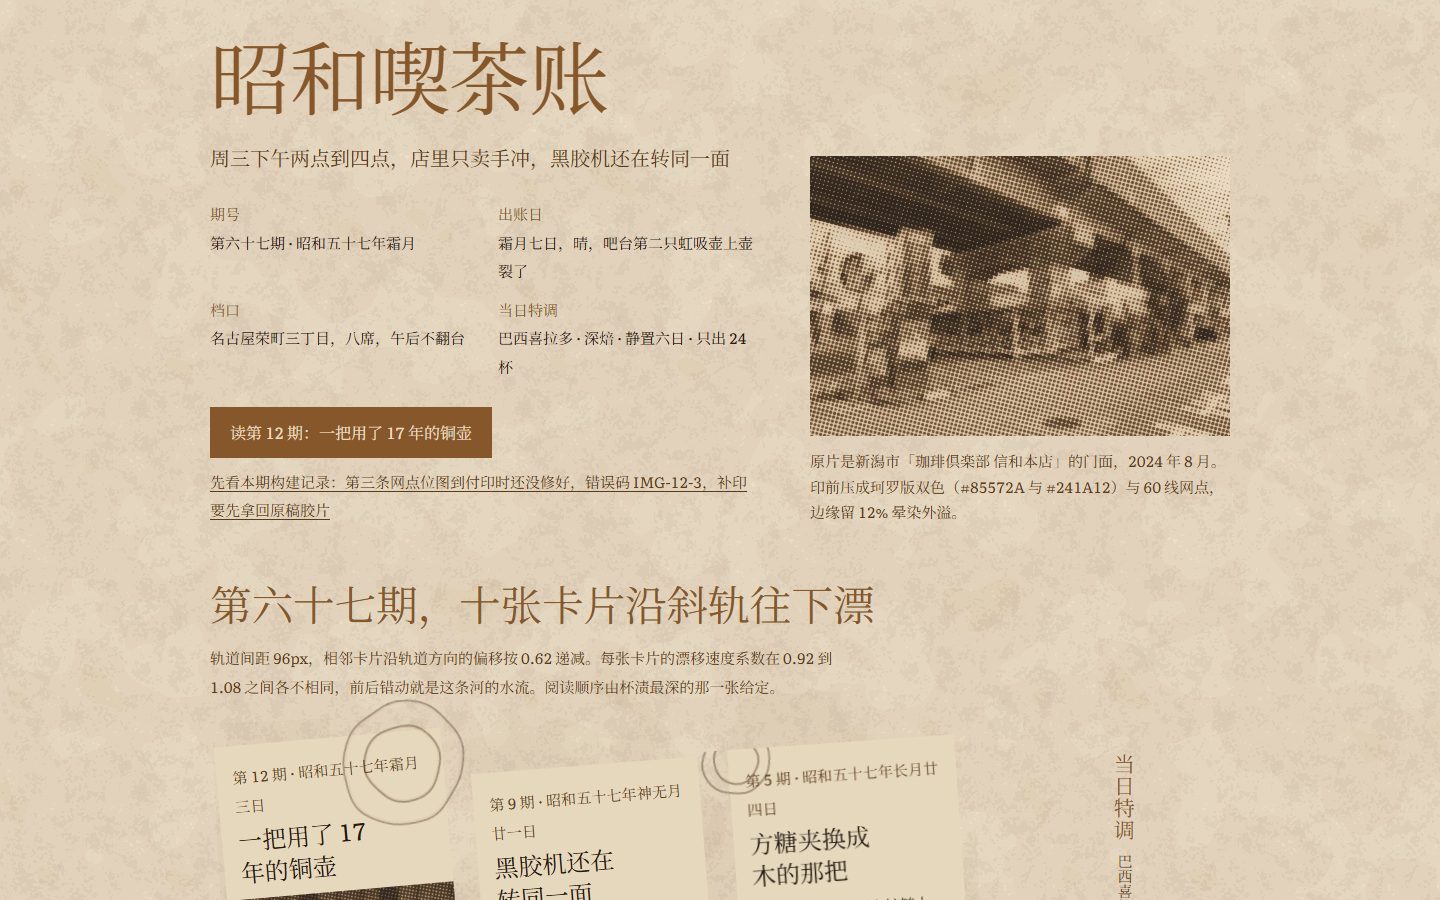 昭和喫茶账
周三下午两点到四点，店里只卖手冲，黑胶机还在转同一面
期号
第六十七期 · 昭和五十七年霜月
出账日
霜月七日，晴，吧台第二只虹吸壶上壶
裂了
档口
名古屋荣町三丁目，八席，午后不翻台
当日特调
巴西喜拉多 · 深焙 · 静置六日 · 只出 24
杯
读第 12 期：一把用了 17 年的铜壶
先看本期构建记录：第三条网点位图到付印时还没修好，错误码 IMG-12-3，补印
要先拿回原稿胶片
原片是新潟市「珈琲倶楽部 信和本店」的门面，2024 年 8 月。
印前压成珂罗版双色（#85572A 与 #241A12）与 60 线网点，
边缘留 12% 晕染外溢。
第六十七期，十张卡片沿斜轨往下漂
轨道间距 96px，相邻卡片沿轨道方向的偏移按 0.62 递减。每张卡片的漂移速度系数在 0.92 到
1.08 之间各不相同，前后错动就是这条河的水流。阅读顺序由杯渍最深的那一张给定。
第 12 期 · 昭和五十七年霜月
三日
一把用了 17
年的铜壶
第 9 期 · 昭和五十七年神无月
廿一日
黑胶机还在
转同一面
第 5 期 · 昭和五十七年长月廿
四日
方糖夹换成
木的那把
当日特调
巴西喜